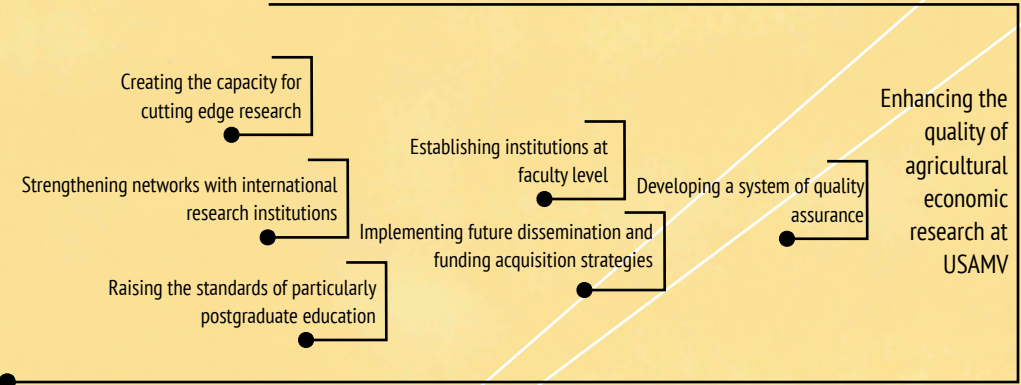 Creating the capacity for
cutting edge research
Strengthening networks with international
research institutions
Raising the standards of particularly
postgraduate education
Establishing institutions at
faculty level
Implementing future dissemination and
funding acquisition strategies
Developing a system of quality
assurance
Enhancing the
quality of
agricultural
economic
research at
USAMV